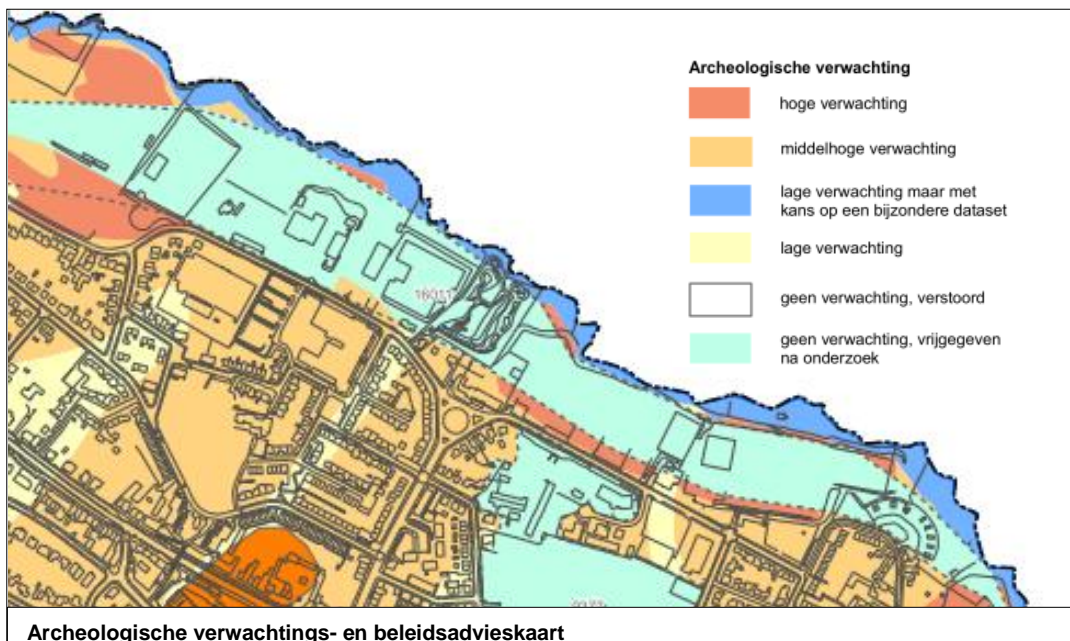 Archeologische verwachting
hoge verwachting
middelhoge verwachting
lage verwachting maar met
kans op een bijzondere dataset
lage verwachting
geen verwachting, verstoord
geen verwachting, vrijgegeven
na onderzoek
Archeologische verwachtings- en beleidsadvieskaart